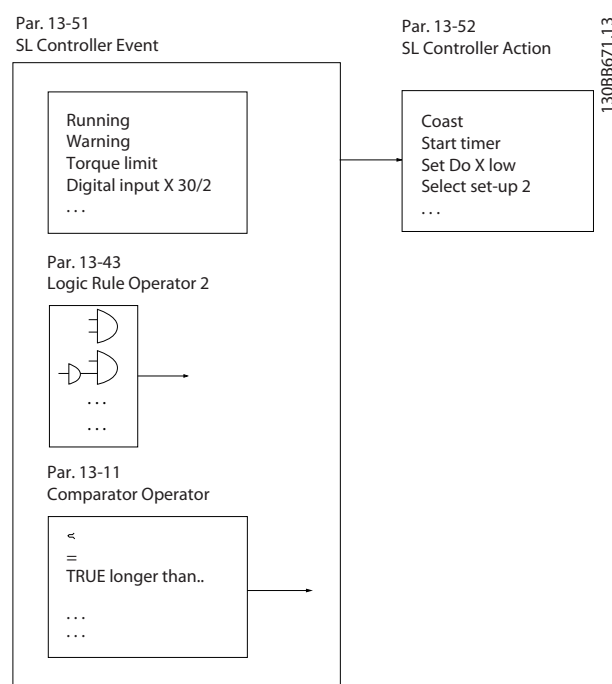 Par. 13-51
SL Controller Event
Par. 13-52
SL Controller Action
130BB671.13
Running
Warning
Torque limit
Digital input X 30/2
. . .
Coast
Start timer
Set Do X low
Select set-up 2
. . .
Par. 13-43
Logic Rule Operator 2
. . .
. . .
Par. 13-11
Comparator Operator
<
=
TRUE longer than..
. . .
. . .